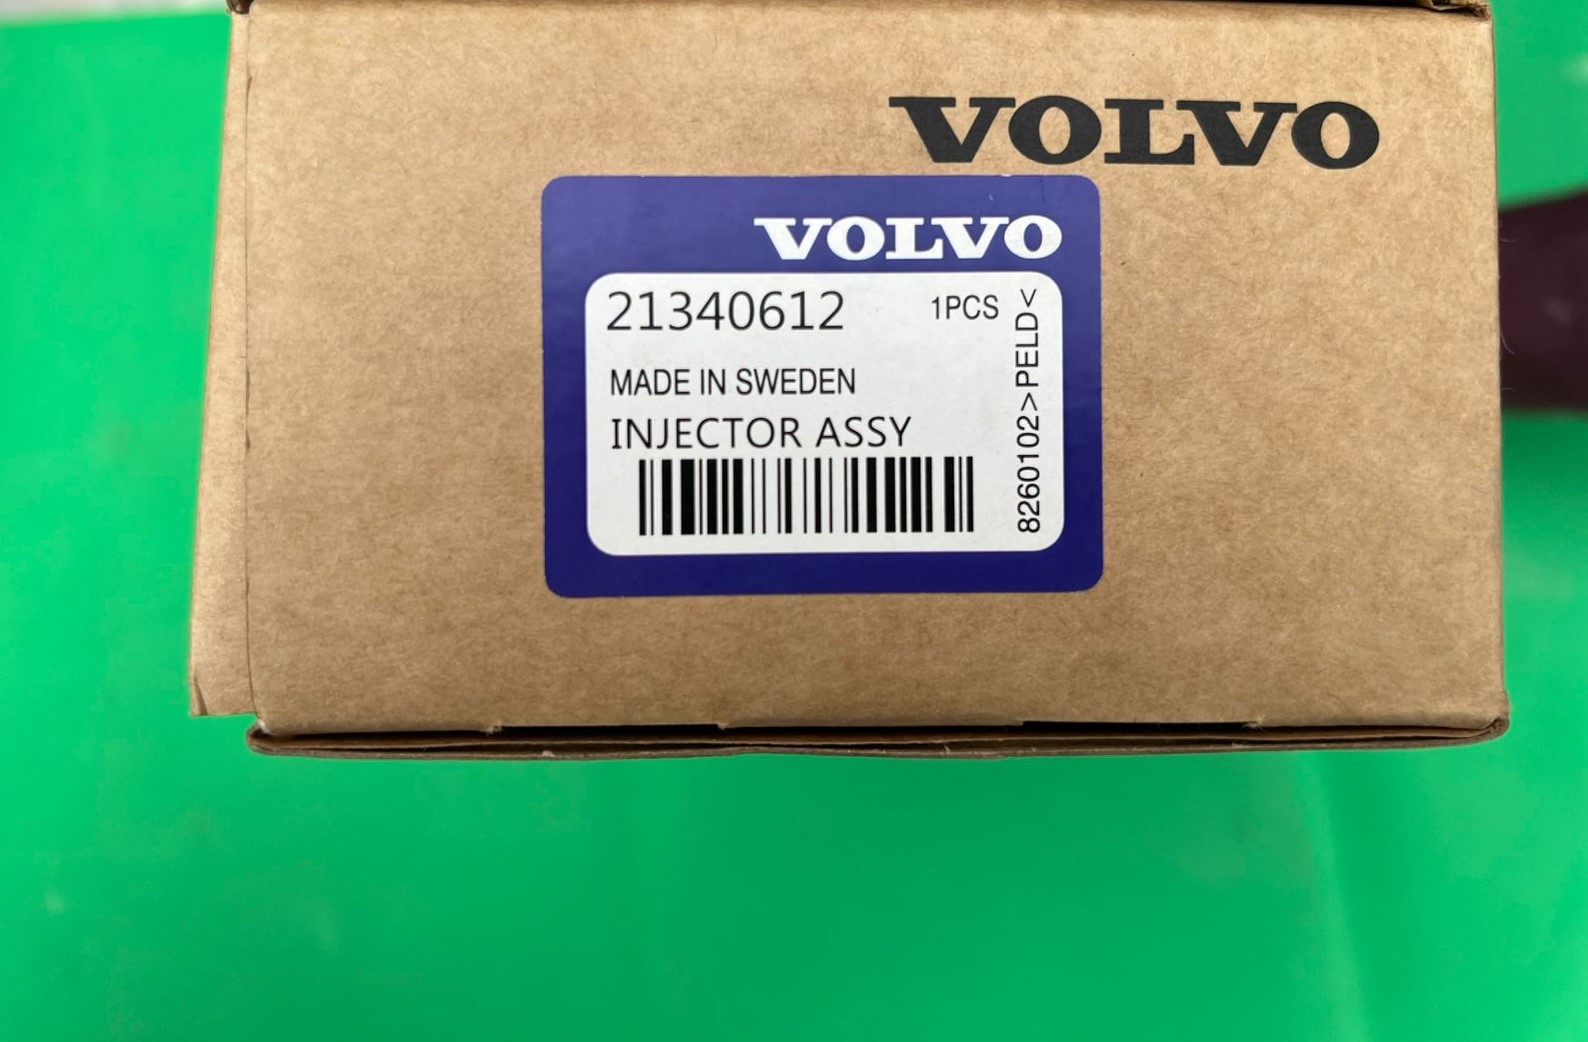 VOLVO
VOLVO
21340612 1PCS
MADE IN SWEDEN
INJECTOR ASSY
8260102>PELD<